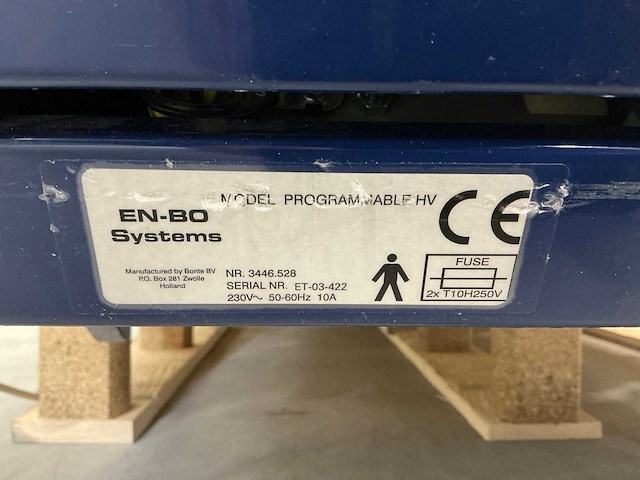 MODEL PROGRAMMABLE HV
CE
EN-BO
Systems
Manufactured by Bonte BV
P.O. Box 281 Zwolle
Holland
NR. 3446.528
SERIAL NR. ET-03-422
230V~ 50-60Hz 10A
FUSE
2x T10H250V